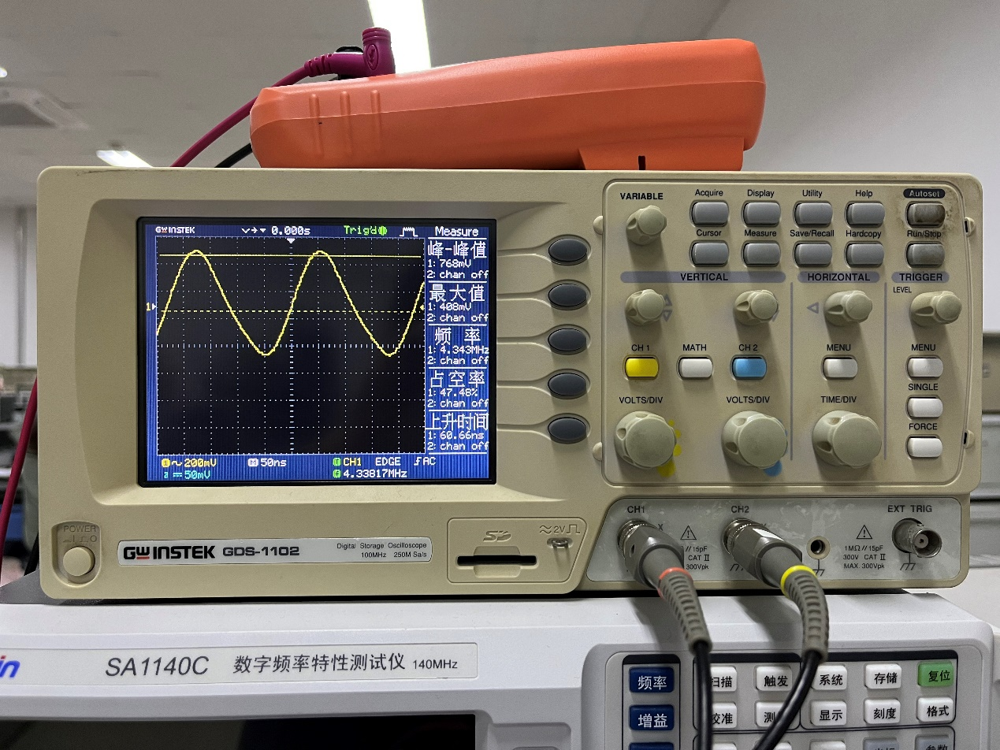 GWINSTEK
0.000s
Trig'd
Measure
峰-峰值
1: 768mV
2: chan off
最大值
1: 408mV
2: chan off
频 率
1: 4.343MHz
2: chan off
占空率
1: 47.48%
2: chan off
上升时间
1: 60.66ns
2: chan off
1
1 200mV
M 50ns
CH1 EDGE AC
2 50mV
4.33817MHz
VARIABLE
Acquire
Display
Utility
Help
Autoset
Cursor
Measure
Save/Recall
Hardcopy
Run/Stop
VERTICAL
HORIZONTAL
TRIGGER
LEVEL
CH 1
MATH
CH 2
MENU
MENU
SINGLE
VOLTS/DIV
VOLTS/DIV
TIME/DIV
FORCE
POWER
GWINSTEK GDS-1102
Digital Storage Oscilloscope
100MHz 250M Sa/s
SD
≈2V
CH1
CH2
EXT TRIG
X
//15pF
CAT II
300Vpk
1MΩ//15pF
300V CAT II
MAX. 300Vpk
in
SA1140C 数字频率特性测试仪 140MHz
频率
扫描
触发
系统
存储
复位
增益
校准
显示
刻度
格式